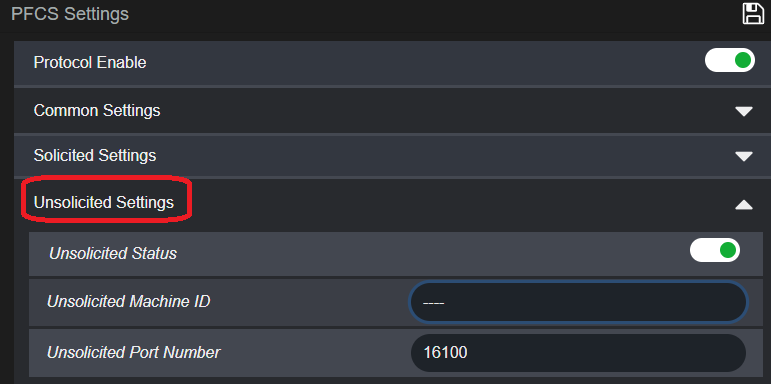 PFCS Settings
Protocol Enable
Common Settings
Solicited Settings
Unsolicited Settings
Unsolicited Status
Unsolicited Machine ID ----
Unsolicited Port Number 16100